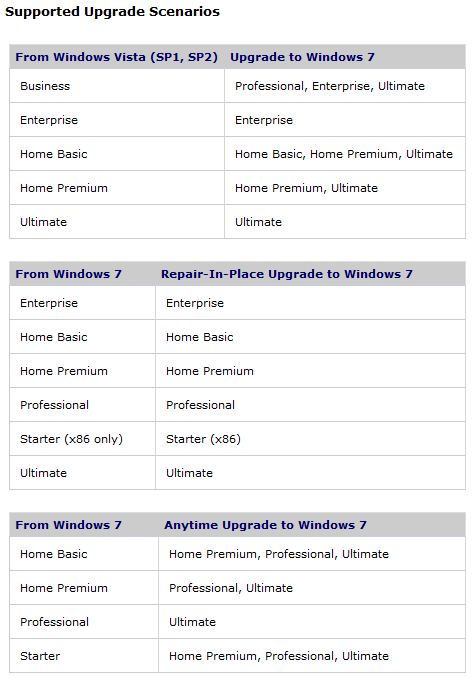 Supported Upgrade Scenarios
From Windows Vista (SP1, SP2) Upgrade to Windows 7
Business Professional, Enterprise, Ultimate
Enterprise Enterprise
Home Basic Home Basic, Home Premium, Ultimate
Home Premium Home Premium, Ultimate
Ultimate Ultimate
From Windows 7 Repair-In-Place Upgrade to Windows 7
Enterprise Enterprise
Home Basic Home Basic
Home Premium Home Premium
Professional Professional
Starter (x86 only) Starter (x86)
Ultimate Ultimate
From Windows 7 Anytime Upgrade to Windows 7
Home Basic Home Premium, Professional, Ultimate
Home Premium Professional, Ultimate
Professional Ultimate
Starter Home Premium, Professional, Ultimate